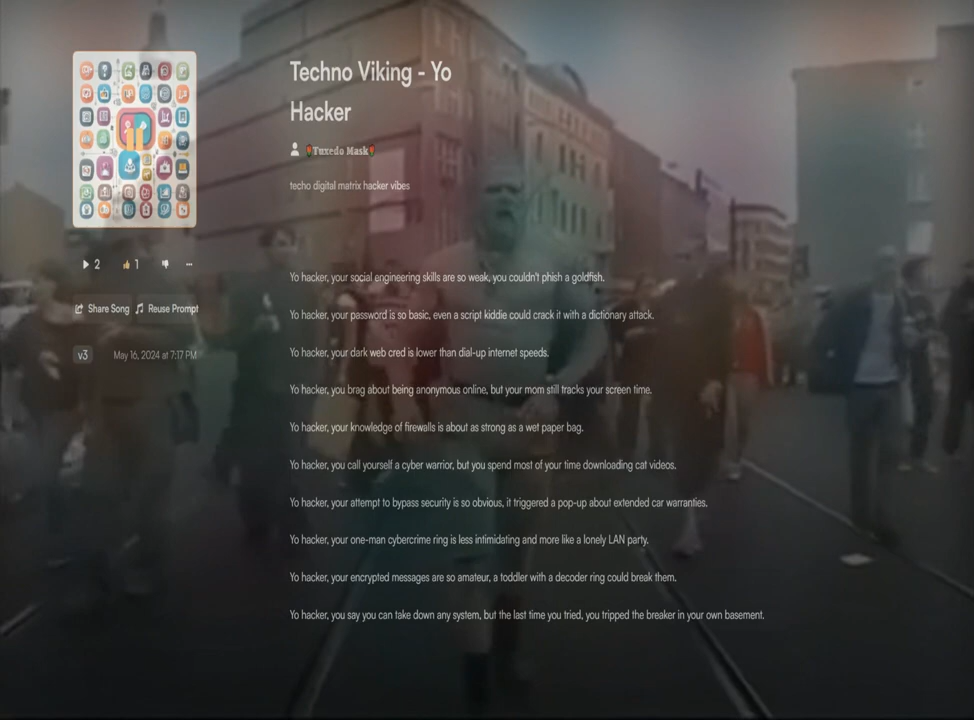 Techno Viking - Yo
Hacker
🌹Tuxedo Mask🌹
techo digital matrix hacker vibes
2
1
Share Song
Reuse Prompt
v3
May 16, 2024 at 7:17 PM
Yo hacker, your social engineering skills are so weak, you couldn't phish a goldfish.
Yo hacker, your password is so basic, even a script kiddie could crack it with a dictionary attack.
Yo hacker, your dark web cred is lower than dial-up internet speeds.
Yo hacker, you brag about being anonymous online, but your mom still tracks your screen time.
Yo hacker, your knowledge of firewalls is about as strong as a wet paper bag.
Yo hacker, you call yourself a cyber warrior, but you spend most of your time downloading cat videos.
Yo hacker, your attempt to bypass security is so obvious, it triggered a pop-up about extended car warranties.
Yo hacker, your one-man cybercrime ring is less intimidating and more like a lonely LAN party.
Yo hacker, your encrypted messages are so amateur, a toddler with a decoder ring could break them.
Yo hacker, you say you can take down any system, but the last time you tried, you tripped the breaker in your own basement.